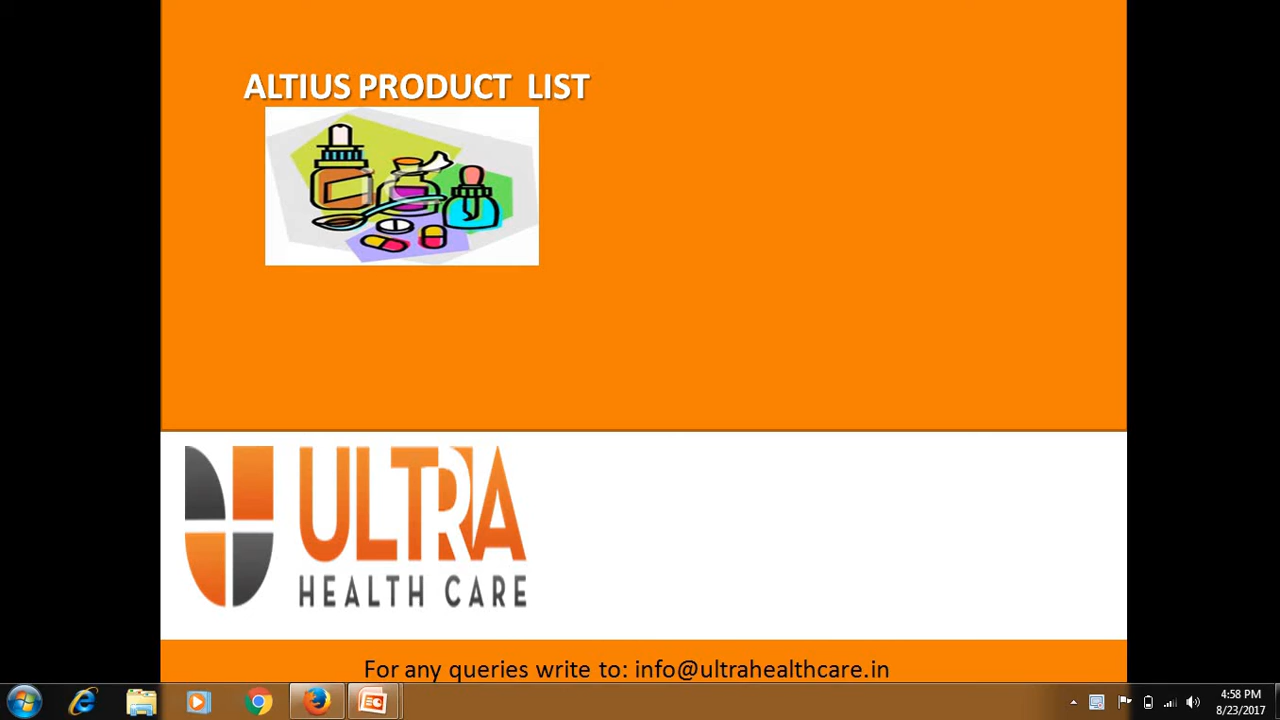 ALTIUS PRODUCT LIST
ULTRA
HEALTH CARE
For any queries write to: info@ultrahealthcare.in
4:58 PM
8/23/2017